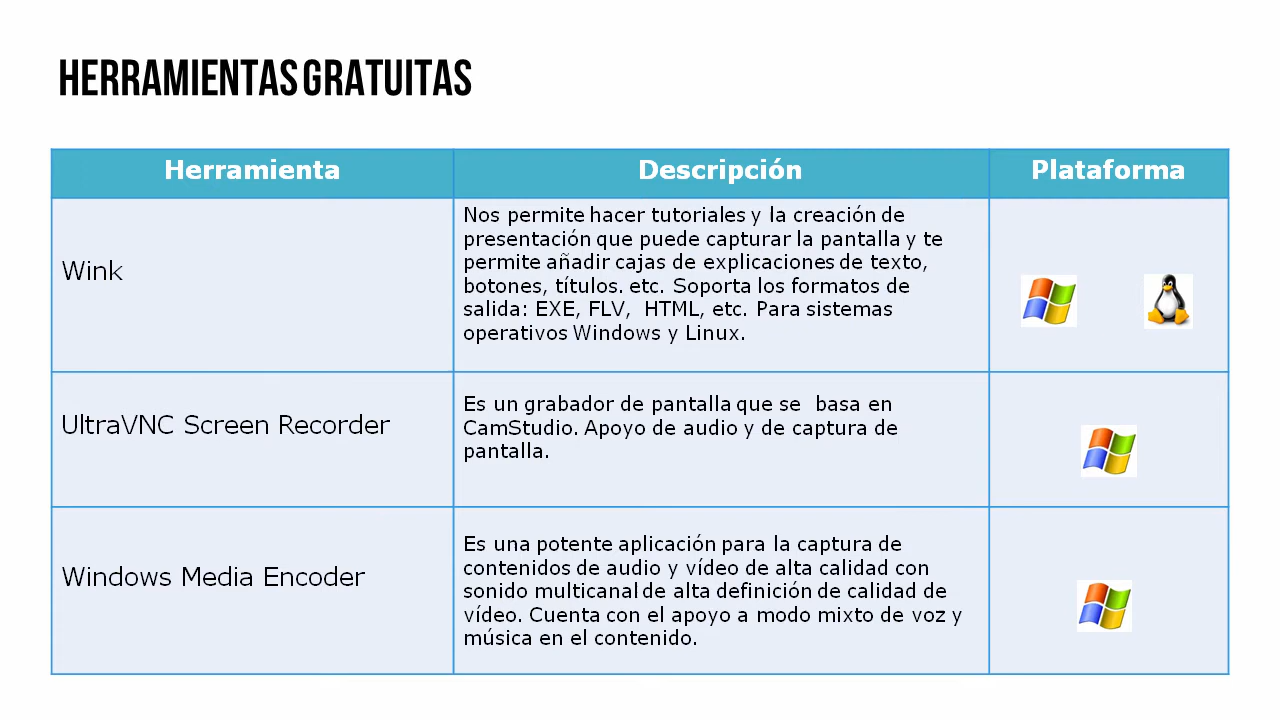 HERRAMIENTAS GRATUITAS
Herramienta
Descripción
Plataforma
Wink
Nos permite hacer tutoriales y la creación de
presentación que puede capturar la pantalla y te
permite añadir cajas de explicaciones de texto,
botones, títulos. etc. Soporta los formatos de
salida: EXE, FLV, HTML, etc. Para sistemas
operativos Windows y Linux.
UltraVNC Screen Recorder
Es un grabador de pantalla que se basa en
CamStudio. Apoyo de audio y de captura de
pantalla.
Windows Media Encoder
Es una potente aplicación para la captura de
contenidos de audio y vídeo de alta calidad con
sonido multicanal de alta definición de calidad de
vídeo. Cuenta con el apoyo a modo mixto de voz y
música en el contenido.